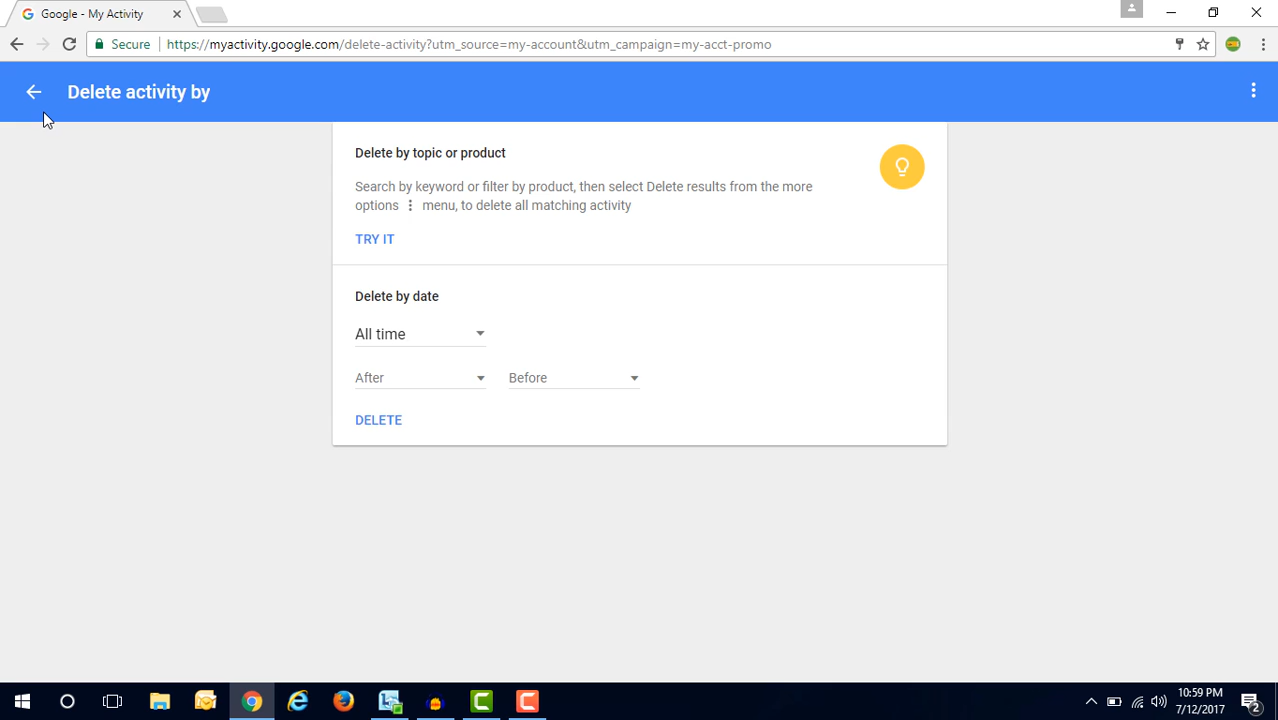 Google - My Activity
Secure https://myactivity.google.com/delete-activity?utm_source=my-account&utm_campaign=my-acct-promo
Delete activity by
Delete by topic or product
Search by keyword or filter by product, then select Delete results from the more
options menu, to delete all matching activity
TRY IT
Delete by date
All time
After Before
DELETE
10:59 PM
7/12/2017
2